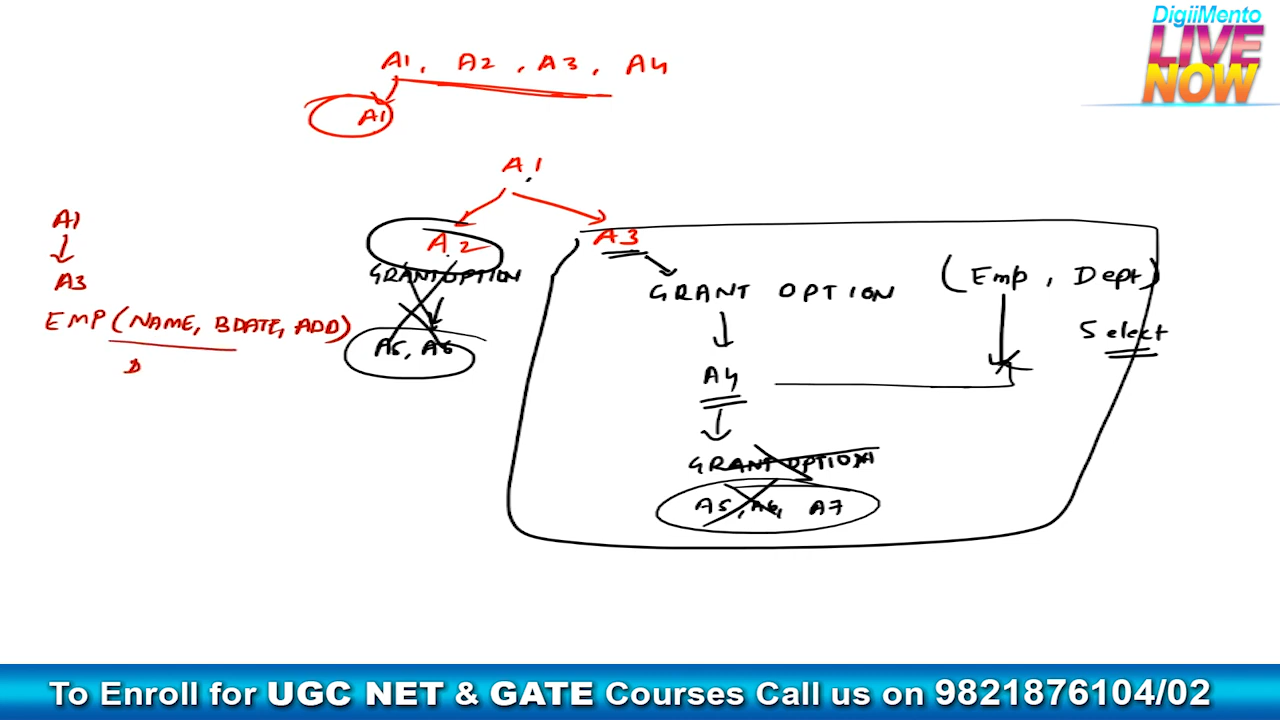 DigiiMento
LIVE
NOW
A1, A2, A3, A4
A1
A.1
A1
A3
EMP (NAME, BDATE, ADD)
A.2
GRANT OPTION
A5, A6
A3
GRANT OPTION
(Emp, Dept)
Select
A4
GRANT OPTION
A5, A6, A7
To Enroll for UGC NET & GATE Courses Call us on 9821876104/02